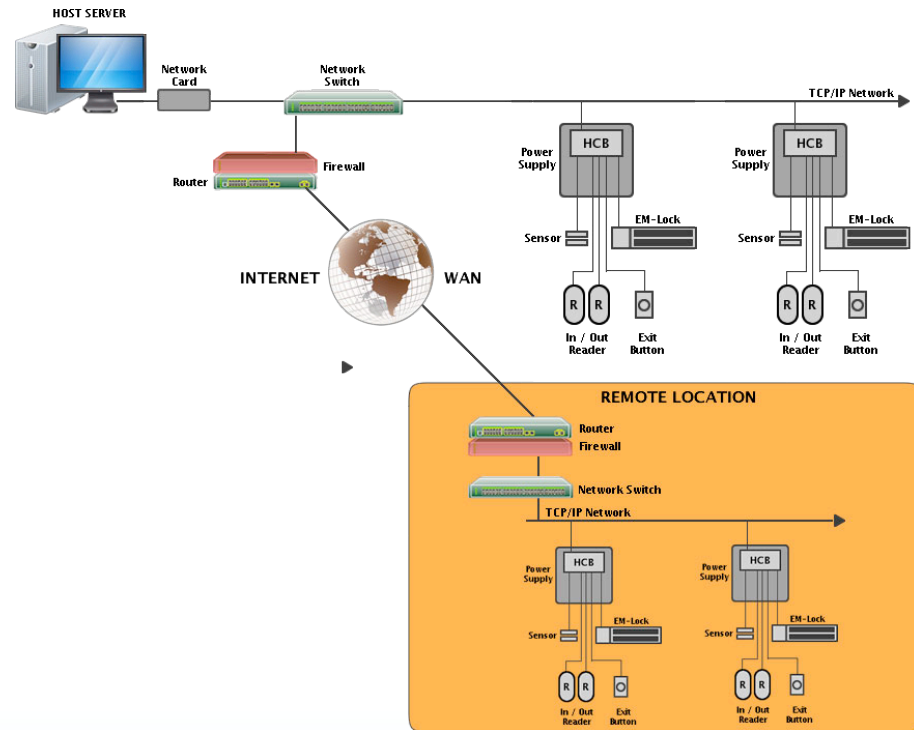 HOST SERVER
Network
Card
Network
Switch
TCP/IP Network
Firewall
Router
Power
Supply
HCB
Sensor
EM-Lock
R
R
In / Out
Reader
Exit
Button
Power
Supply
HCB
Sensor
EM-Lock
R
R
In / Out
Reader
Exit
Button
INTERNET
WAN
REMOTE LOCATION
Router
Firewall
Network Switch
TCP/IP Network
Power
Supply
HCB
Sensor
EM-Lock
R
R
In / Out
Reader
Exit
Button
Power
Supply
HCB
Sensor
EM-Lock
R
R
In / Out
Reader
Exit
Button